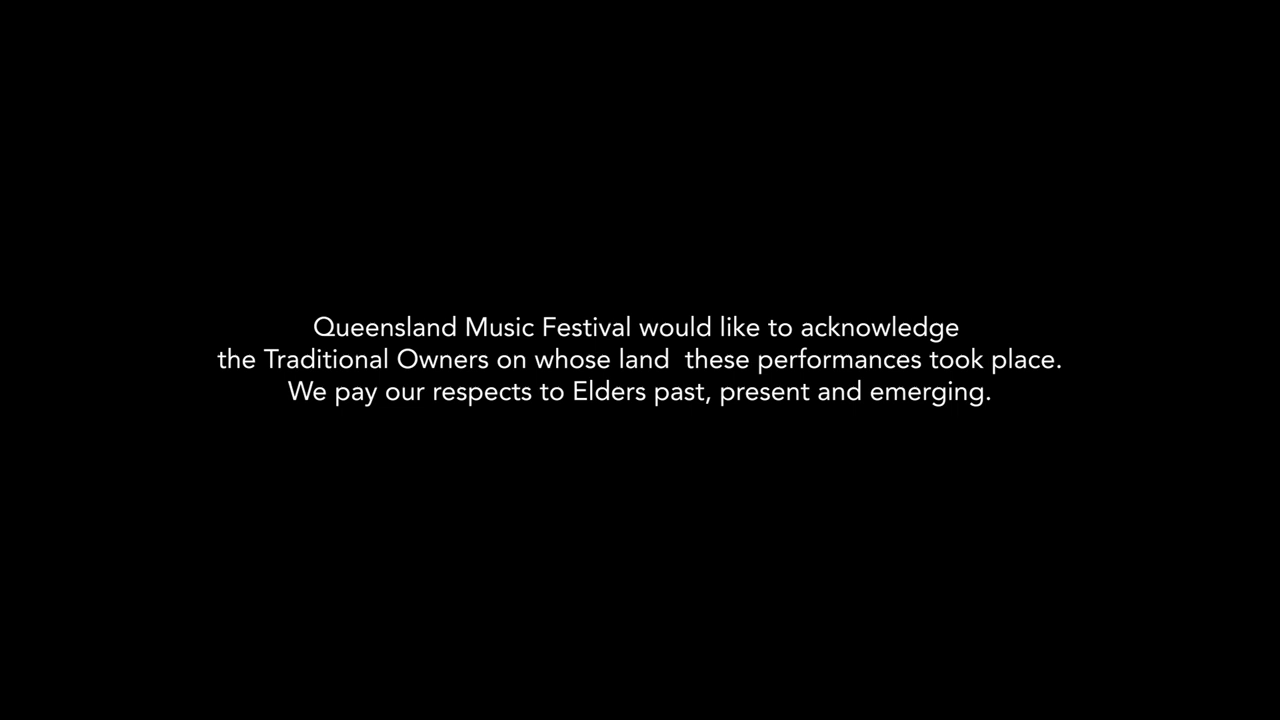 Queensland Music Festival would like to acknowledge
the Traditional Owners on whose land  these performances took place.
We pay our respects to Elders past, present and emerging.